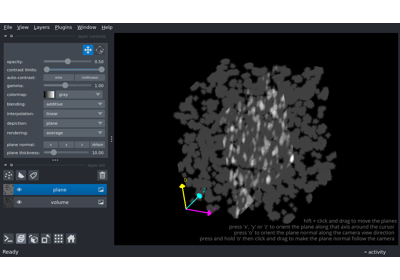 File View Layers Plugins Window Help
layer controls
opacity: 0.50
contrast limits:
auto-contrast: once continuous
gamma: 1.00
colormap: gray
blending: additive
interpolation: linear
depiction: plane
rendering: average
plane normal: x y z oblique
plane thickness: 10.00
layer list
plane
volume
hift + click and drag to move the planes
press 'x', 'y' or 'z' to orient the plane along that axis around the cursor
press 'o' to orient the plane normal along the camera view direction
press and hold 'o' then click and drag to make the plane normal follow the camera
Ready
activity